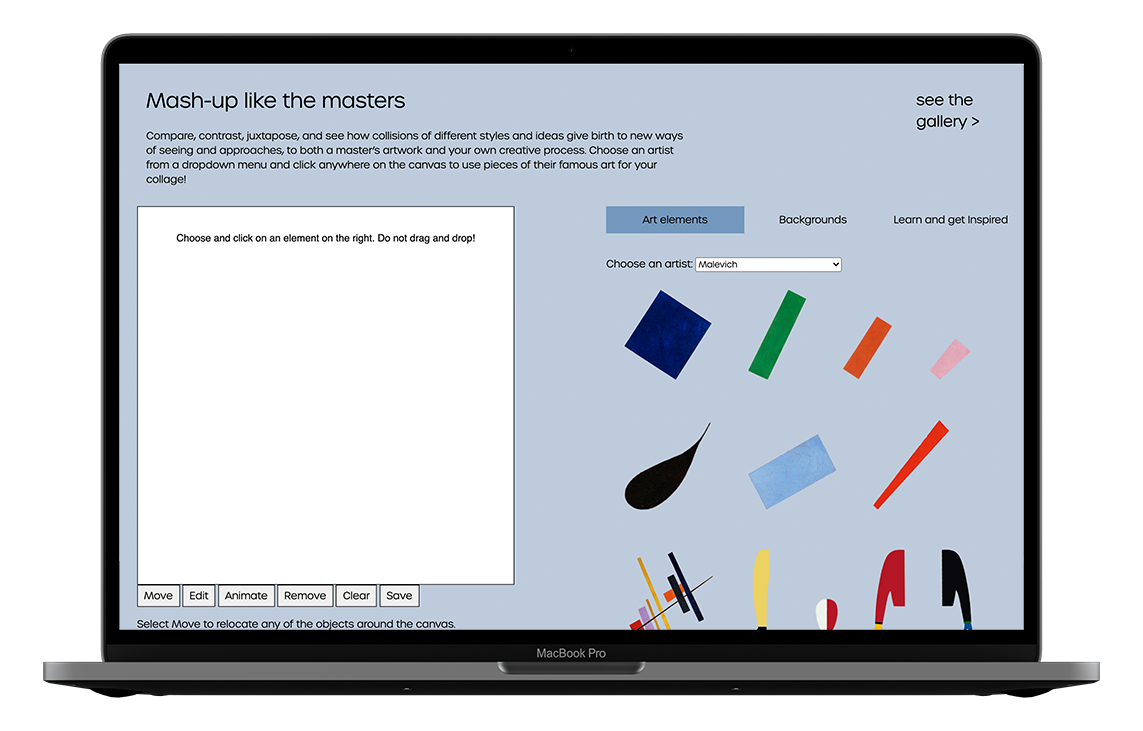 Mash-up like the masters
see the
gallery >
Compare, contrast, juxtapose, and see how collisions of different styles and ideas give birth to new ways
of seeing and approaches, to both a master's artwork and your own creative process. Choose an artist
from a dropdown menu and click anywhere on the canvas to use pieces of their famous art for your
collage!
Choose and click on an element on the right. Do not drag and drop!
Art elements
Backgrounds
Learn and get Inspired
Choose an artist: Malevich
Move Edit Animate Remove Clear Save
Select Move to relocate any of the objects around the canvas.
MacBook Pro